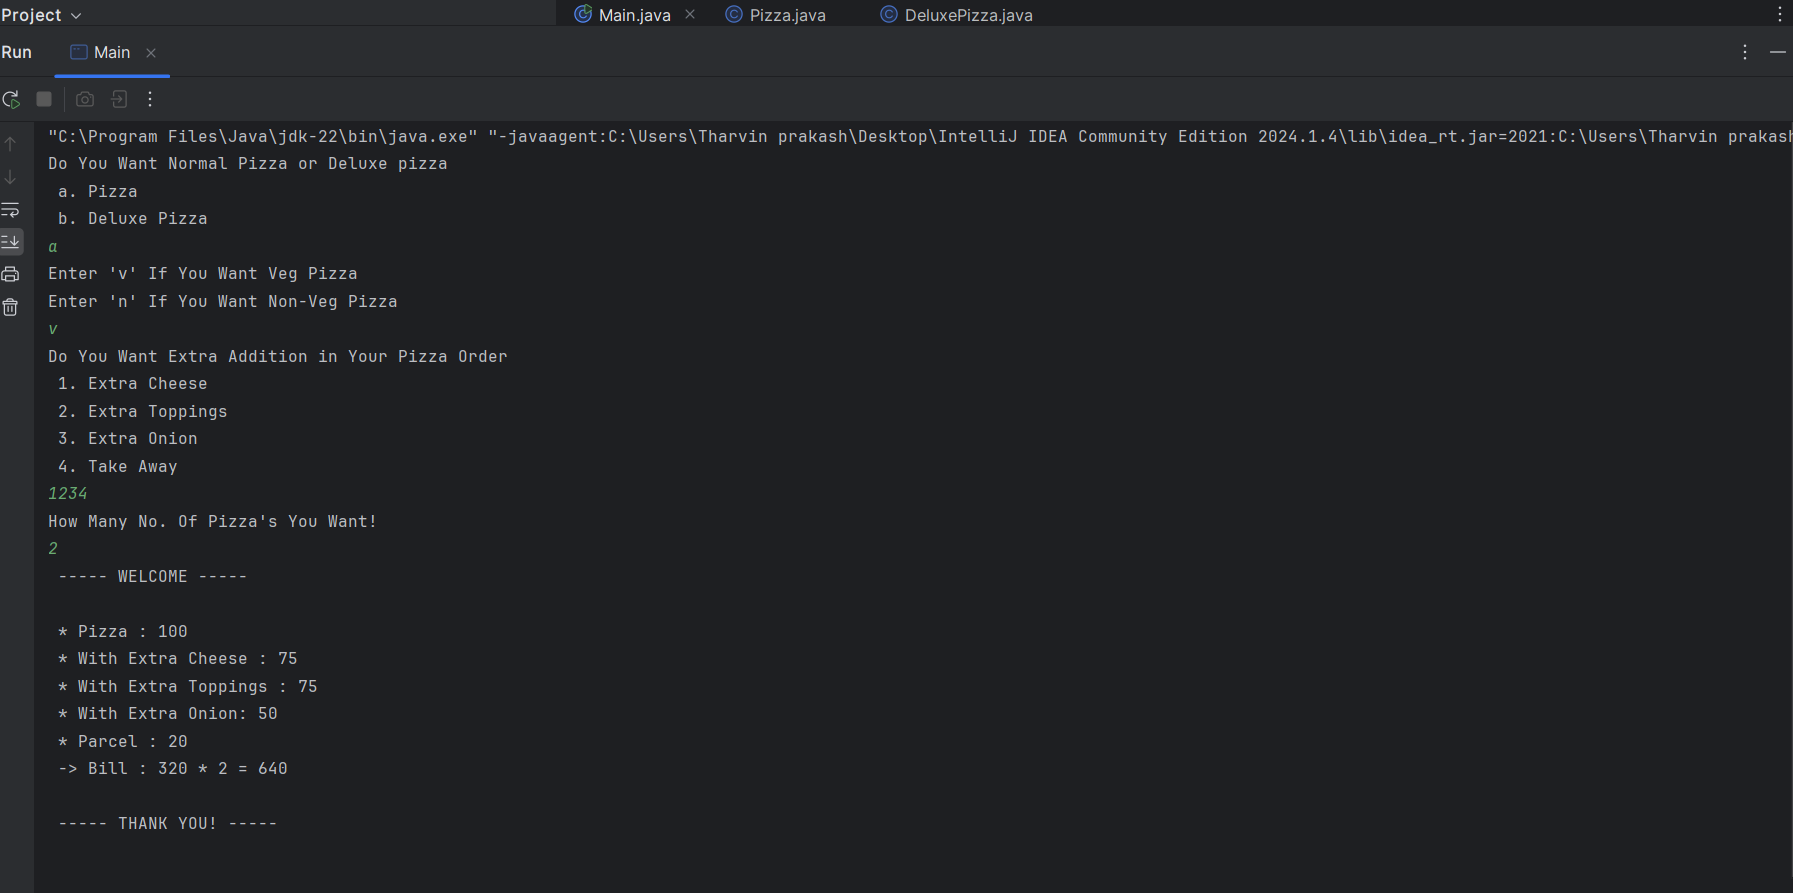 Project
Main.java
Pizza.java
DeluxePizza.java
Run
Main
"C:\Program Files\Java\jdk-22\bin\java.exe" "-javaagent:C:\Users\Tharvin prakash\Desktop\IntelliJ IDEA Community Edition 2024.1.4\lib\idea_rt.jar=2021:C:\Users\Tharvin prakash
Do You Want Normal Pizza or Deluxe pizza
a. Pizza
b. Deluxe Pizza
a
Enter 'v' If You Want Veg Pizza
Enter 'n' If You Want Non-Veg Pizza
v
Do You Want Extra Addition in Your Pizza Order
1. Extra Cheese
2. Extra Toppings
3. Extra Onion
4. Take Away
1234
How Many No. Of Pizza's You Want!
2
----- WELCOME -----
* Pizza : 100
* With Extra Cheese : 75
* With Extra Toppings : 75
* With Extra Onion: 50
* Parcel : 20
-> Bill : 320 * 2 = 640
----- THANK YOU! -----